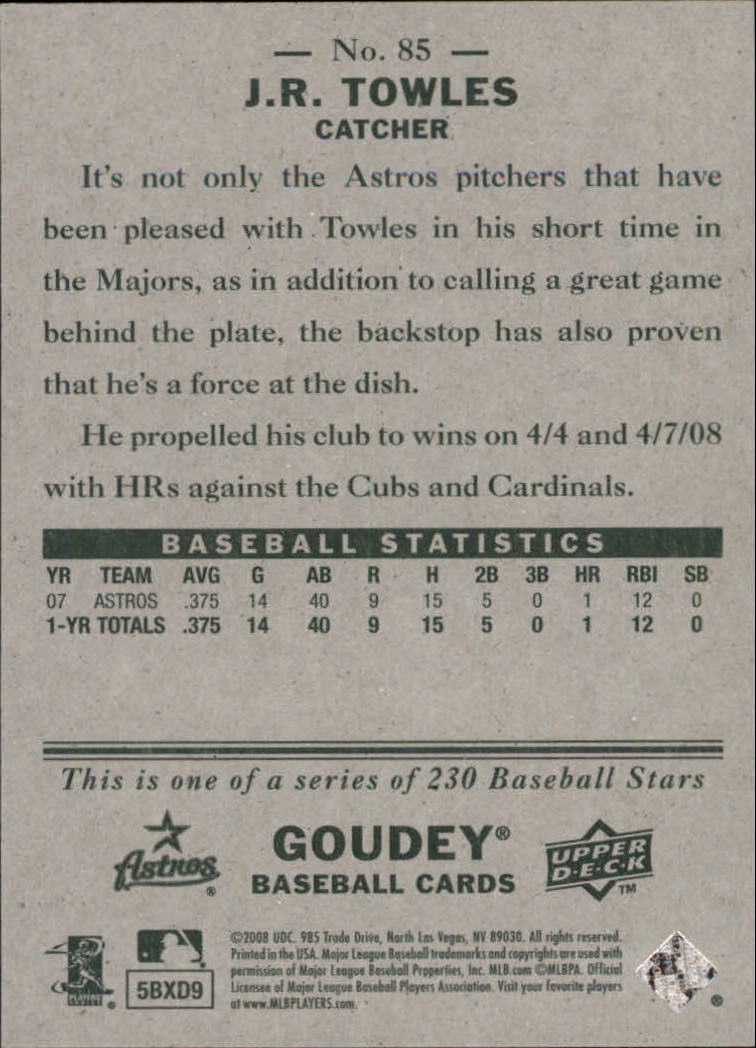 — No. 85 —
J.R. TOWLES
CATCHER
It's not only the Astros pitchers that have
been pleased with Towles in his short time in
the Majors, as in addition to calling a great game
behind the plate, the backstop has also proven
that he's a force at the dish.
He propelled his club to wins on 4/4 and 4/7/08
with HRs against the Cubs and Cardinals.
BASEBALL STATISTICS
YR TEAM AVG G AB R H 2B 3B HR RBI SB
07 ASTROS .375 14 40 9 15 5 0 1 12 0
1-YR TOTALS .375 14 40 9 15 5 0 1 12 0
This is one of a series of 230 Baseball Stars
Astros®
GOUDEY®
BASEBALL CARDS
UPPER
DECK™
5BXD9
©2008 UDC. 985 Trade Drive, North Las Vegas, NV 89030. All rights reserved.
Printed in the USA. Major League Baseball trademarks and copyrights are used with
permission of Major League Baseball Properties, Inc. MLB.com ©MLBPA. Official
Licensee of Major League Baseball Players Association. Visit your favorite players
at www.MLBPLAYERS.com.